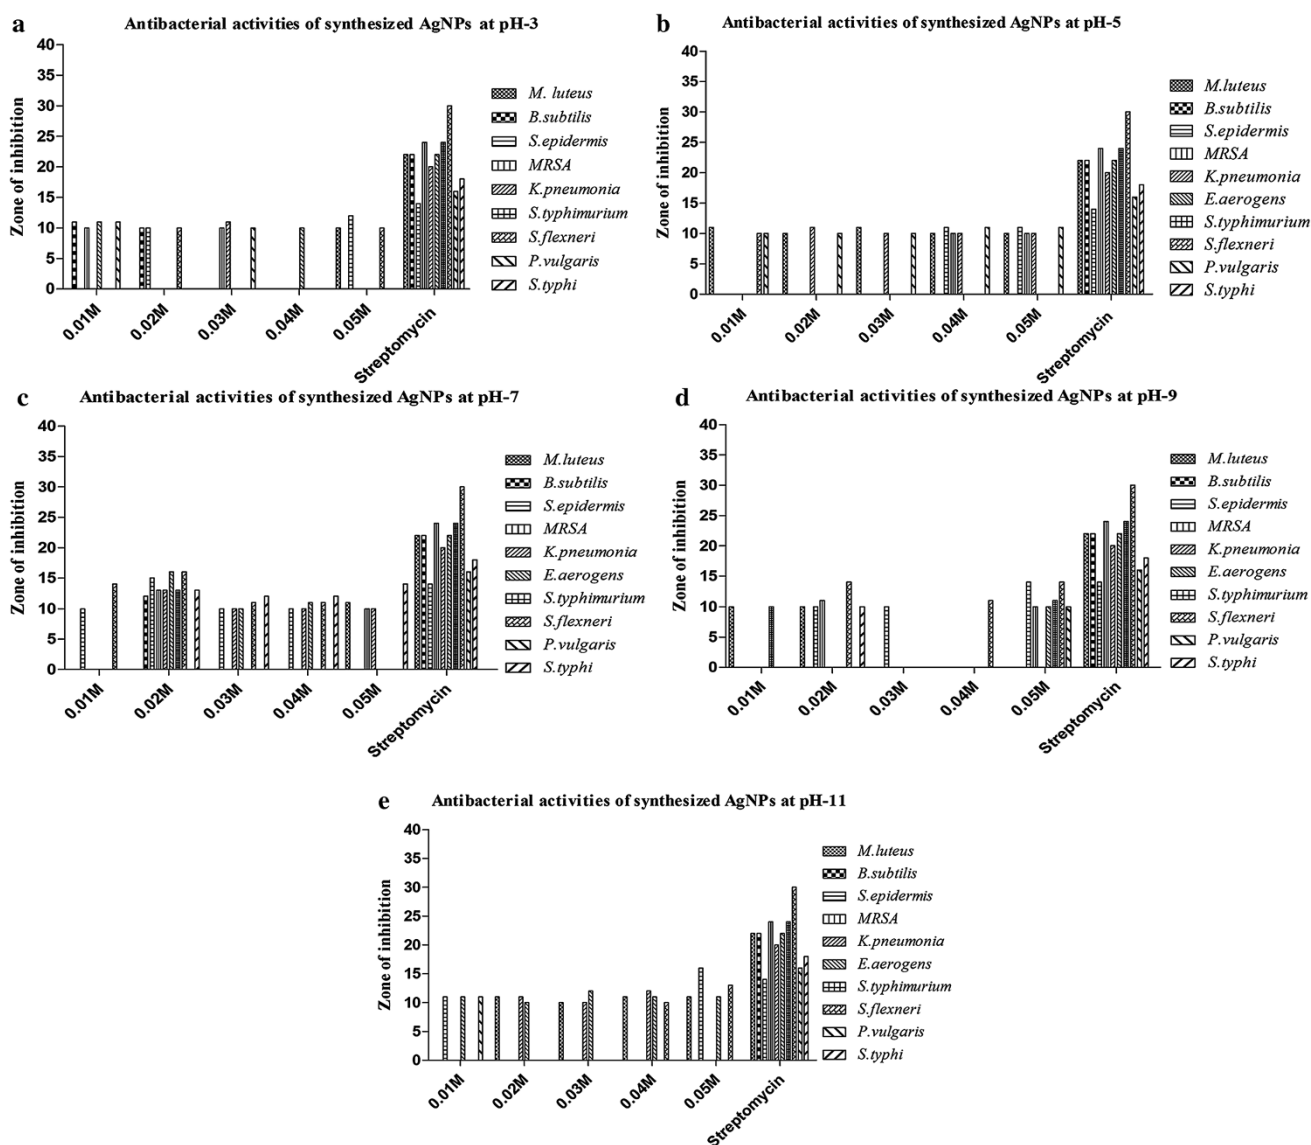 a
Antibacterial activities of synthesized AgNPs at pH-3
Zone of inhibition
40
35
30
25
20
15
10
5
0
0.01M
0.02M
0.03M
0.04M
0.05M
Streptomycin
M. luteus
B.subtilis
S.epidermis
MRSA
K.pneumonia
S.typhimurium
S.flexneri
P.vulgaris
S.typhi
b
Antibacterial activities of synthesized AgNPs at pH-5
Zone of inhibition
40
35
30
25
20
15
10
5
0
0.01M
0.02M
0.03M
0.04M
0.05M
Streptomycin
M.luteus
B.subtilis
S.epidermis
MRSA
K.pneumonia
E.aerogens
S.typhimurium
S.flexneri
P.vulgaris
S.typhi
c
Antibacterial activities of synthesized AgNPs at pH-7
Zone of inhibition
40
35
30
25
20
15
10
5
0
0.01M
0.02M
0.03M
0.04M
0.05M
Streptomycin
M.luteus
B.subtilis
S.epidermis
MRSA
K.pneumonia
E.aerogens
S.typhimurium
S.flexneri
P.vulgaris
S.typhi
d
Antibacterial activities of synthesized AgNPs at pH-9
Zone of inhibition
40
35
30
25
20
15
10
5
0
0.01M
0.02M
0.03M
0.04M
0.05M
Streptomycin
M.luteus
B.subtilis
S.epidermis
MRSA
K.pneumonia
E.aerogens
S.typhimurium
S.flexneri
P.vulgaris
S.typhi
e
Antibacterial activities of synthesized AgNPs at pH-11
Zone of inhibition
40
35
30
25
20
15
10
5
0
0.01M
0.02M
0.03M
0.04M
0.05M
Streptomycin
M.luteus
B.subtilis
S.epidermis
MRSA
K.pneumonia
E.aerogens
S.typhimurium
S.flexneri
P.vulgaris
S.typhi